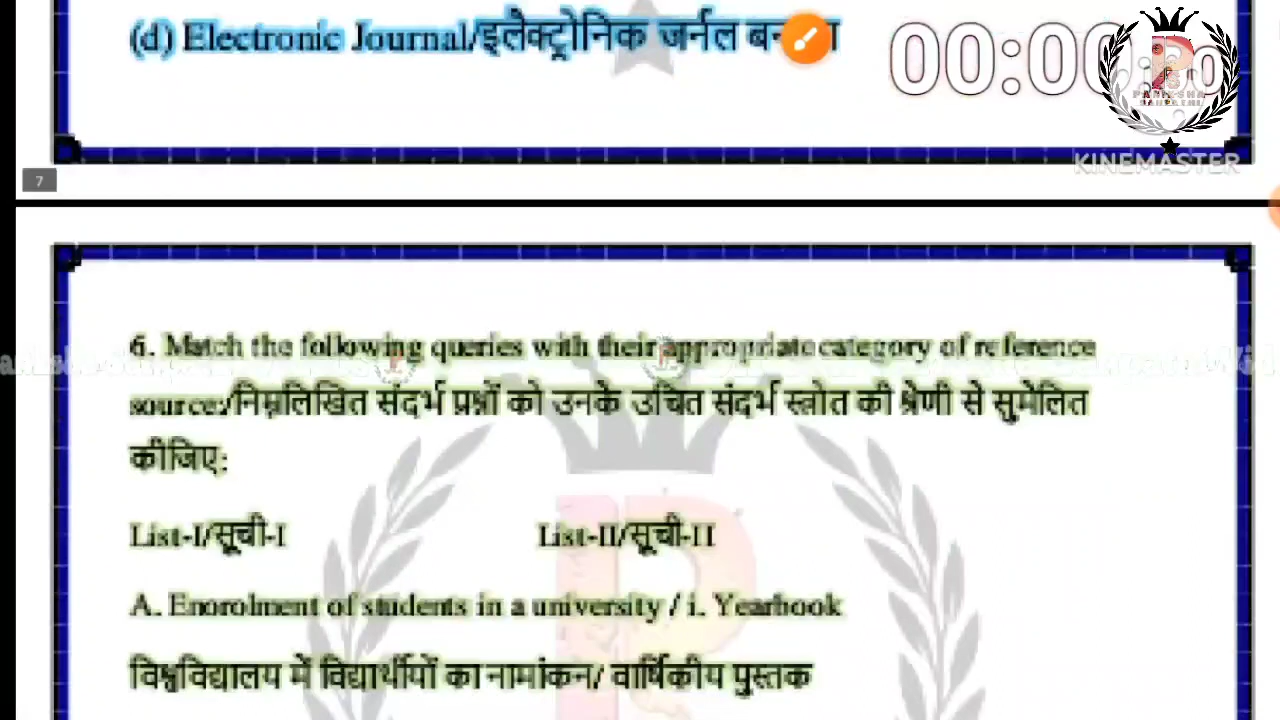 (d) Electronic Journal/इलैक्ट्रोनिक जर्नल
00:00
KINEMASTER
7
6. Match the following queries with their appropriate category of reference
sources/निम्नलिखित संदर्भ प्रश्नों को उनके उचित संदर्भ स्त्रोत की श्रेणी से सुमेलित
कीजिए:
List-I/सूची-I List-II/सूची-II
A. Enorolment of students in a university / i. Yearbook
विश्वविद्यालय में विद्यार्थीयों का नामांकन/ वार्षिकीय पुस्तक